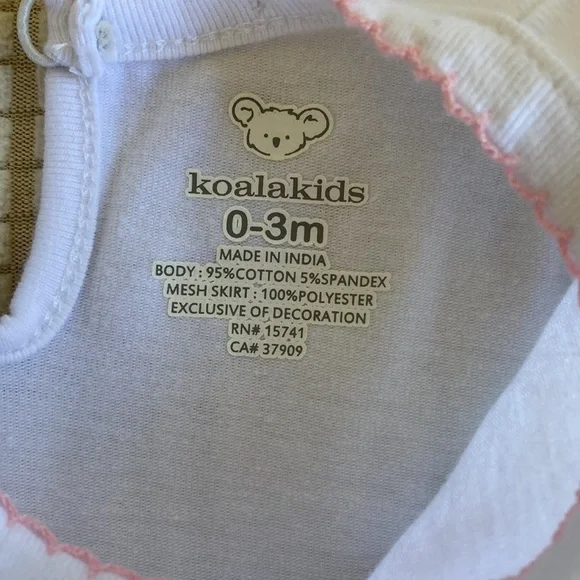 koalakids
0-3m
MADE IN INDIA
BODY : 95%COTTON 5%SPANDEX
MESH SKIRT : 100%POLYESTER
EXCLUSIVE OF DECORATION
RN# 15741
CA# 37909